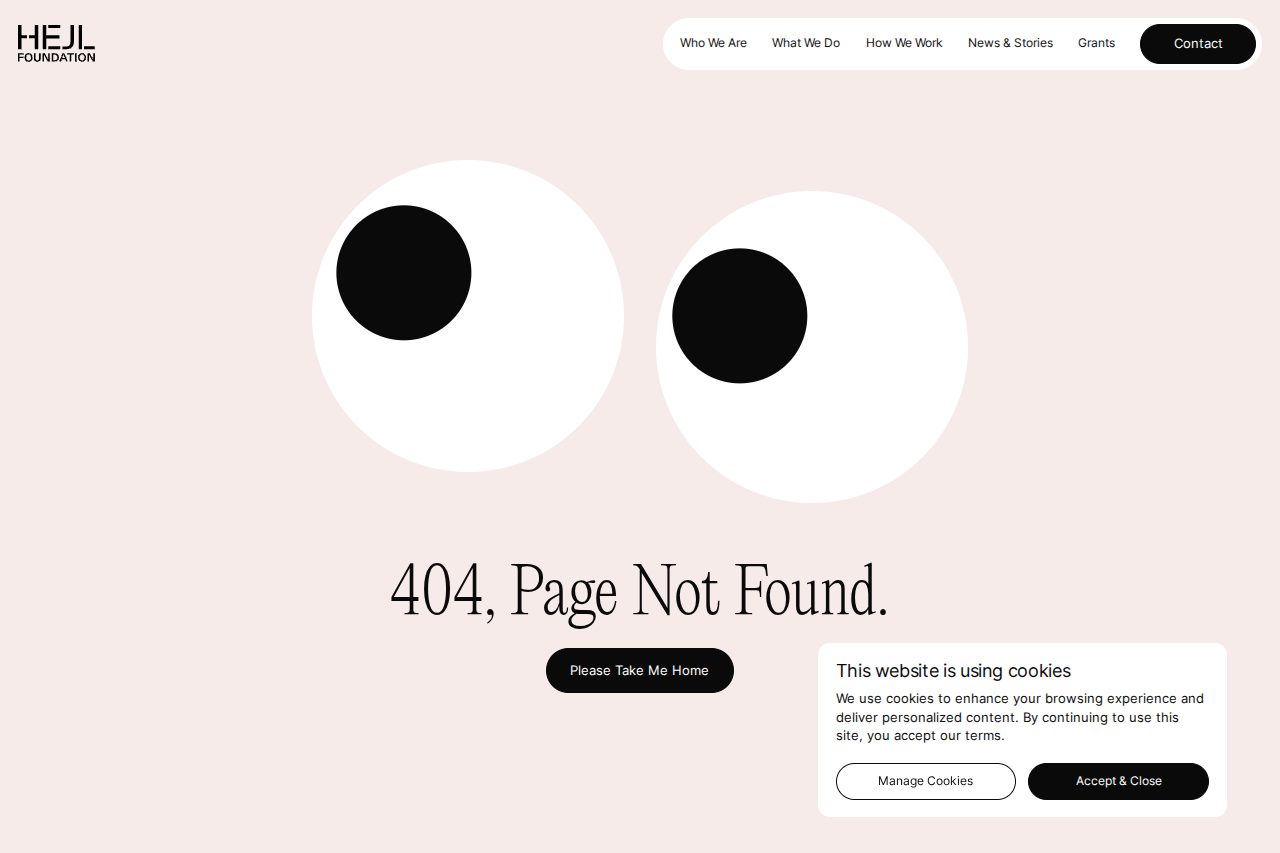 HEJL
FOUNDATION
Who We Are
What We Do
How We Work
News & Stories
Grants
Contact
404, Page Not Found.
Please Take Me Home
This website is using cookies
We use cookies to enhance your browsing experience and
deliver personalized content. By continuing to use this
site, you accept our terms.
Manage Cookies
Accept & Close